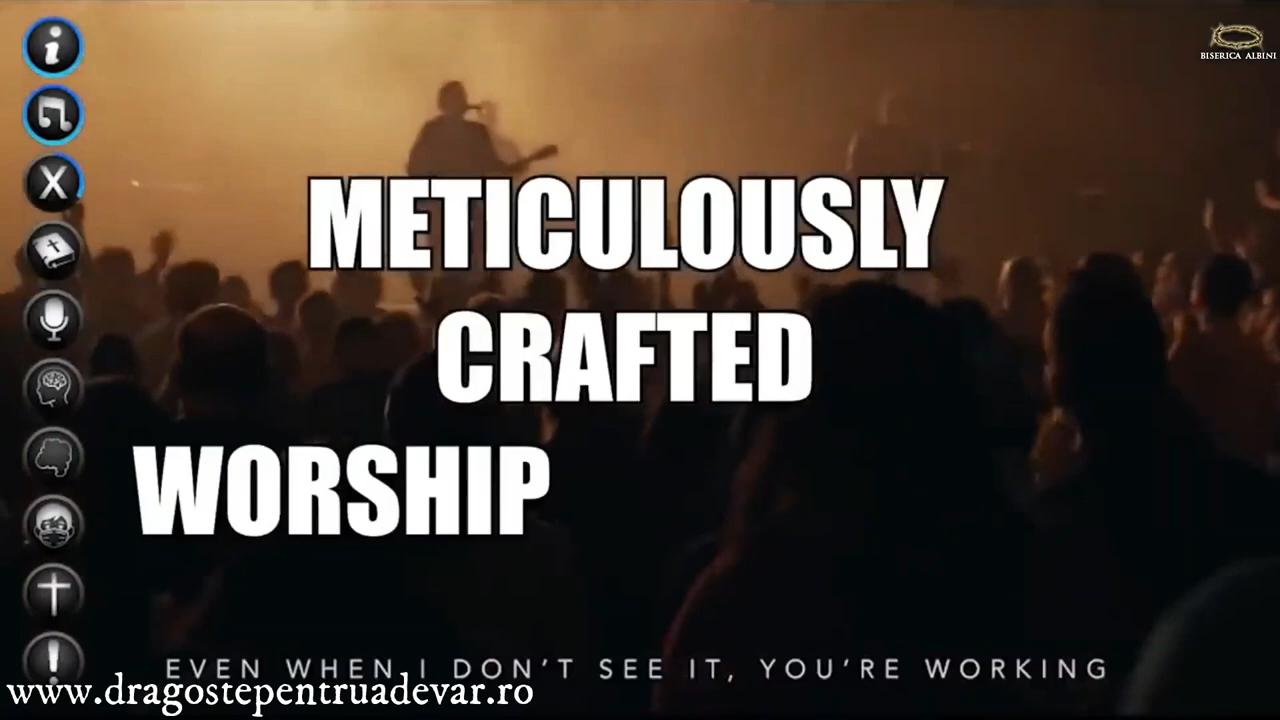 BISERICA ALBINI
METICULOUSLY
CRAFTED
WORSHIP
EVEN WHEN I DON'T SEE IT, YOU'RE WORKING
www.dragostepentruadevar.ro